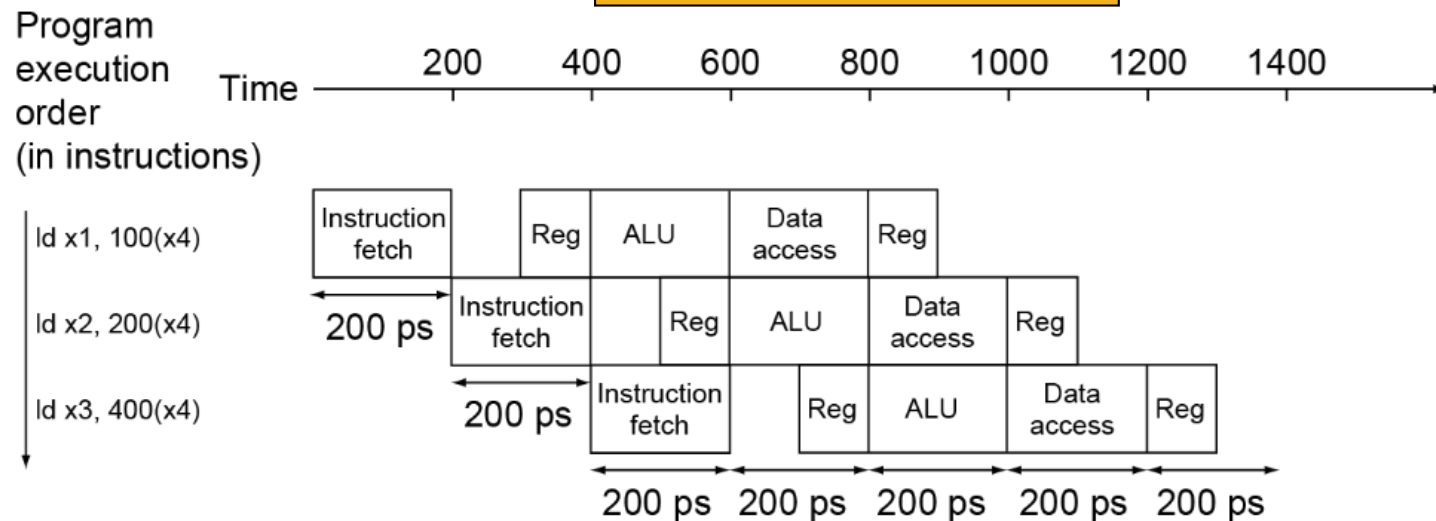 Program
execution
order
(in instructions)
Time
200 400 600 800 1000 1200 1400
ld x1, 100(x4)
Instruction
fetch
Reg
ALU
Data
access
Reg
200 ps
ld x2, 200(x4)
Instruction
fetch
Reg
ALU
Data
access
Reg
200 ps
ld x3, 400(x4)
Instruction
fetch
Reg
ALU
Data
access
Reg
200 ps 200 ps 200 ps 200 ps 200 ps